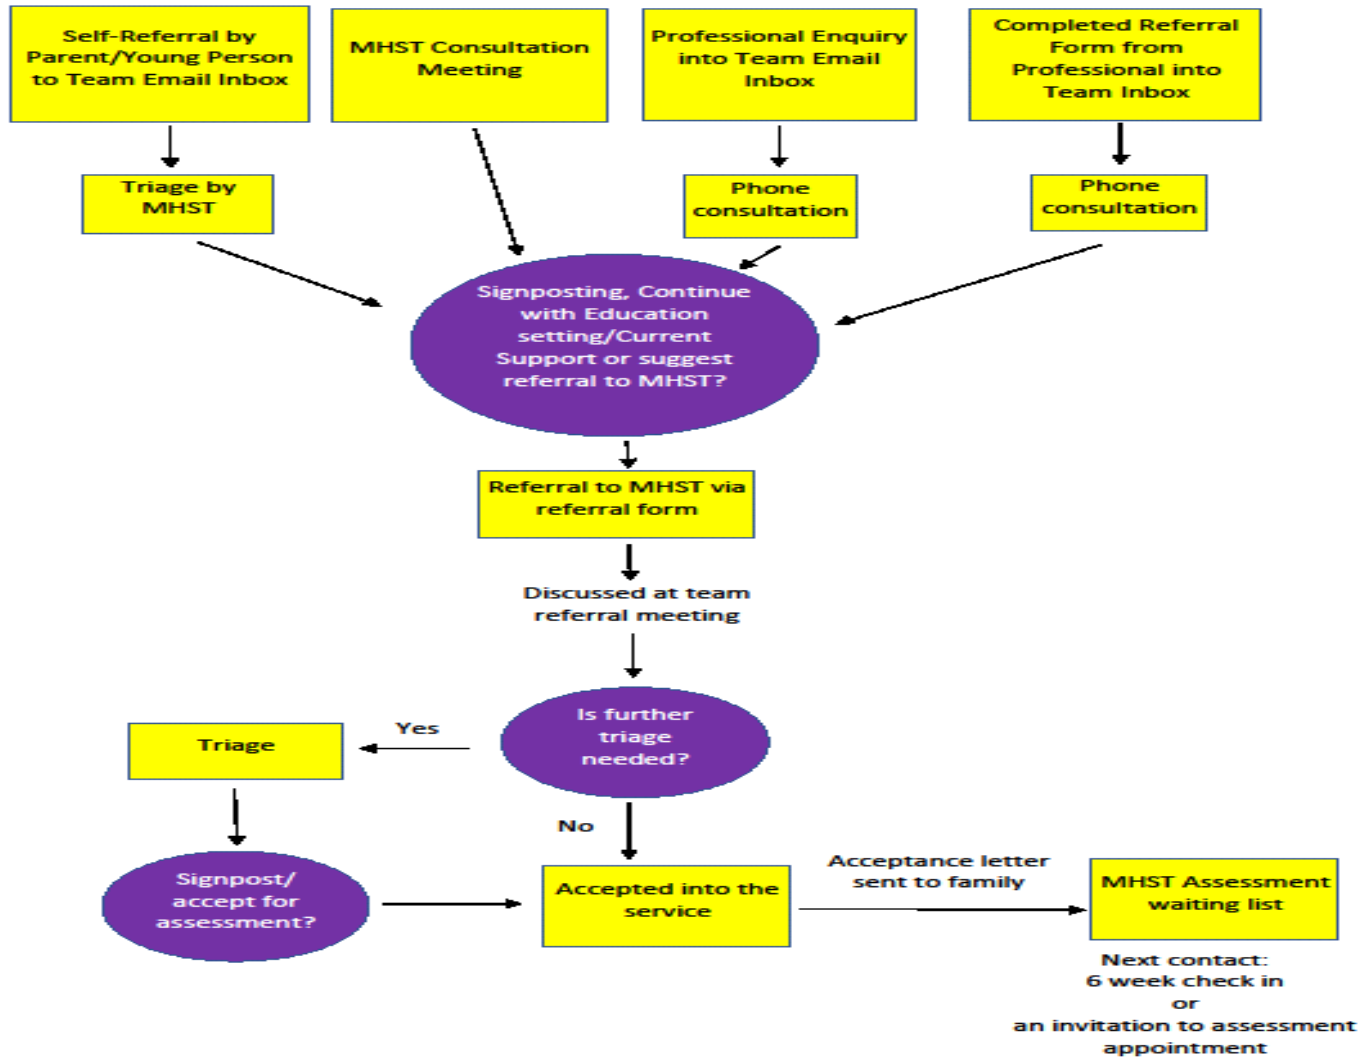 Self-Referral by
Parent/Young Person
to Team Email Inbox
MHST Consultation
Meeting
Professional Enquiry
into Team Email
Inbox
Completed Referral
Form from
Professional into
Team Inbox
Triage by
MHST
Phone
consultation
Phone
consultation
Signposting, Continue
with Education
setting/Current
Support or suggest
referral to MHST?
Referral to MHST via
referral form
Discussed at team
referral meeting
Is further
triage
needed?
Yes
Triage
No
Signpost/
accept for
assessment?
Accepted into the
service
Acceptance letter
sent to family
MHST Assessment
waiting list
Next contact:
6 week check in
or
an invitation to assessment
appointment